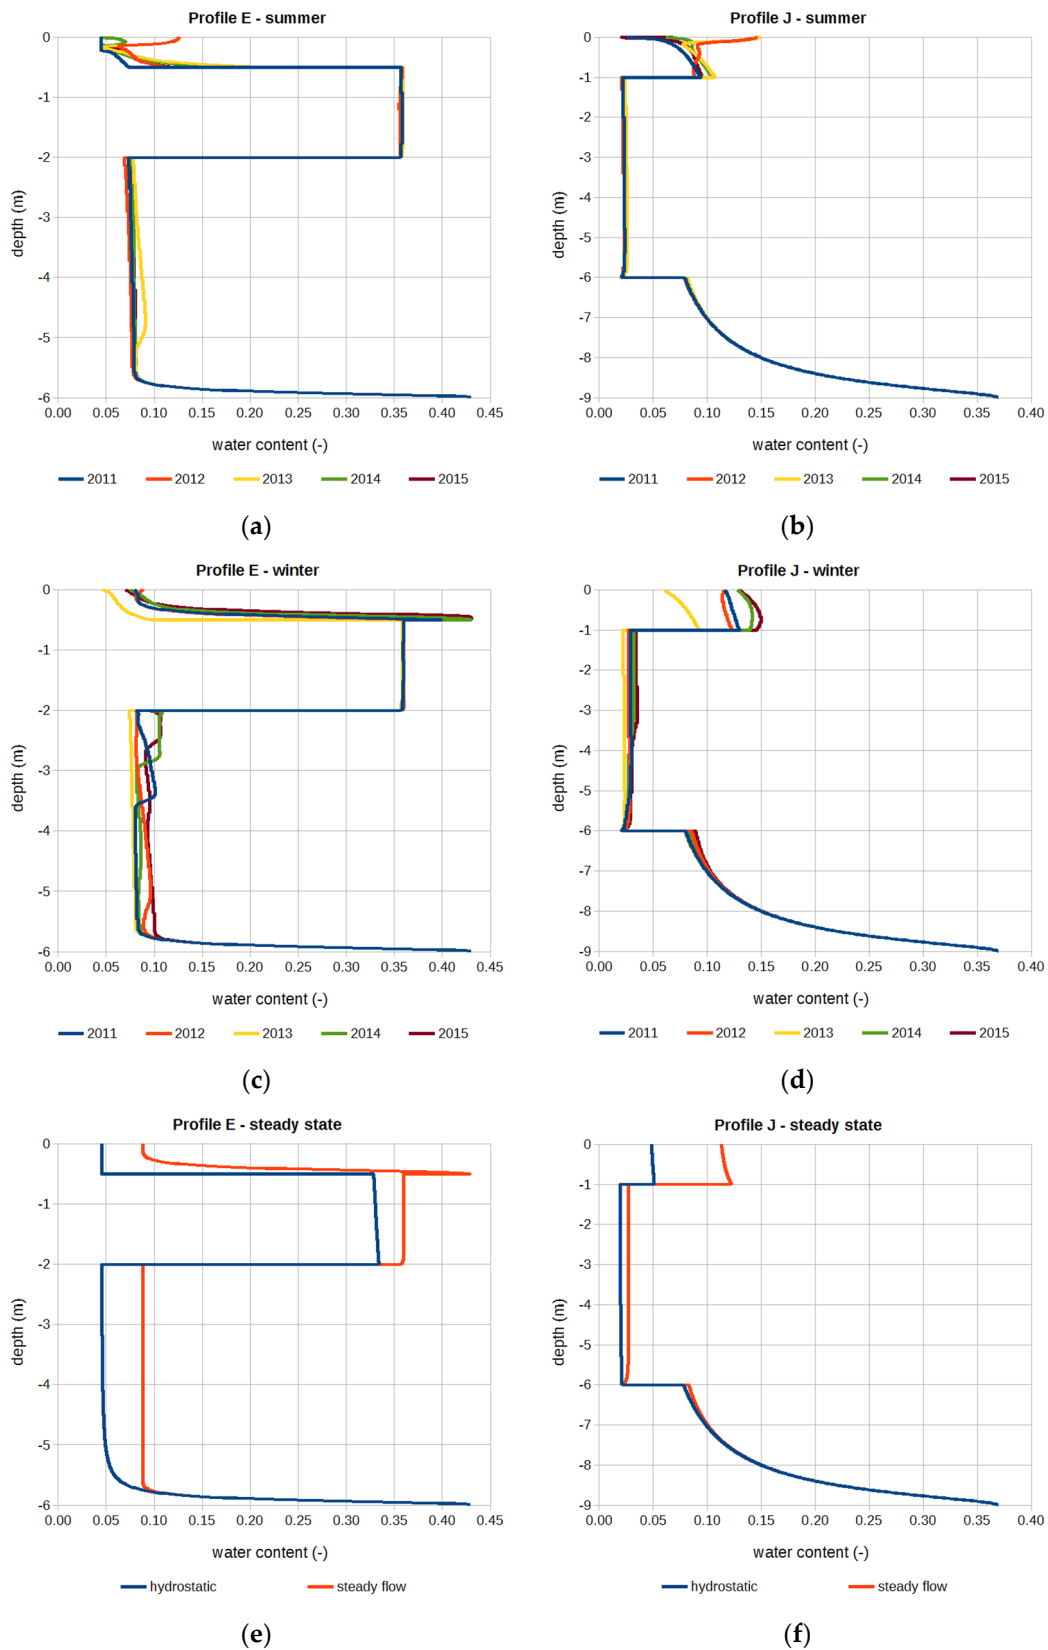 Profile E - summer
0
-1
-2
-3
-4
-5
-6
depth (m)
0.00 0.05 0.10 0.15 0.20 0.25 0.30 0.35 0.40 0.45
water content (-)
2011 2012 2013 2014 2015
(a)
Profile J - summer
0
-1
-2
-3
-4
-5
-6
-7
-8
-9
depth (m)
0.00 0.05 0.10 0.15 0.20 0.25 0.30 0.35 0.40
water content (-)
2011 2012 2013 2014 2015
(b)
Profile E - winter
0
-1
-2
-3
-4
-5
-6
depth (m)
0.00 0.05 0.10 0.15 0.20 0.25 0.30 0.35 0.40 0.45
water content (-)
2011 2012 2013 2014 2015
(c)
Profile J - winter
0
-1
-2
-3
-4
-5
-6
-7
-8
-9
depth (m)
0.00 0.05 0.10 0.15 0.20 0.25 0.30 0.35 0.40
water content (-)
2011 2012 2013 2014 2015
(d)
Profile E - steady state
0
-1
-2
-3
-4
-5
-6
depth (m)
0.00 0.05 0.10 0.15 0.20 0.25 0.30 0.35 0.40 0.45
water content (-)
hydrostatic steady flow
(e)
Profile J - steady state
0
-1
-2
-3
-4
-5
-6
-7
-8
-9
depth (m)
0.00 0.05 0.10 0.15 0.20 0.25 0.30 0.35 0.40
water content (-)
hydrostatic steady flow
(f)